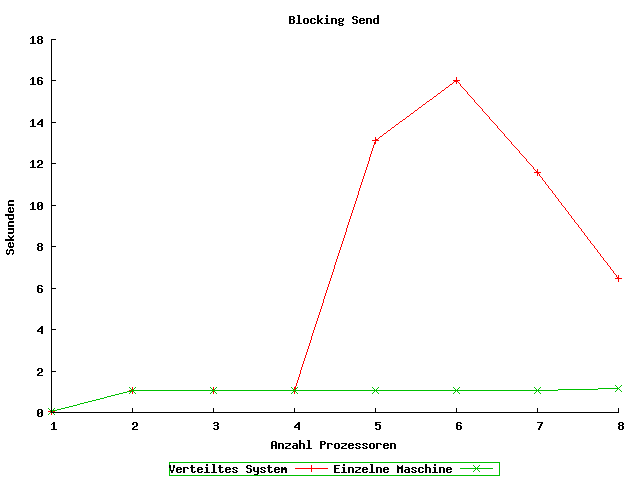 Blocking Send
18
16
14
12
10
8
6
4
2
0
Sekunden
1 2 3 4 5 6 7 8
Anzahl Prozessoren
Verteiltes System Einzelne Maschine